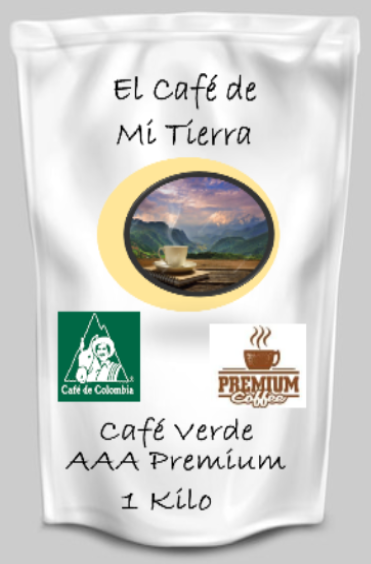 El Café de
Mi Tierra
Café de Colombia
PREMIUM
Coffee
Café Verde
AAA Premium
1 Kilo